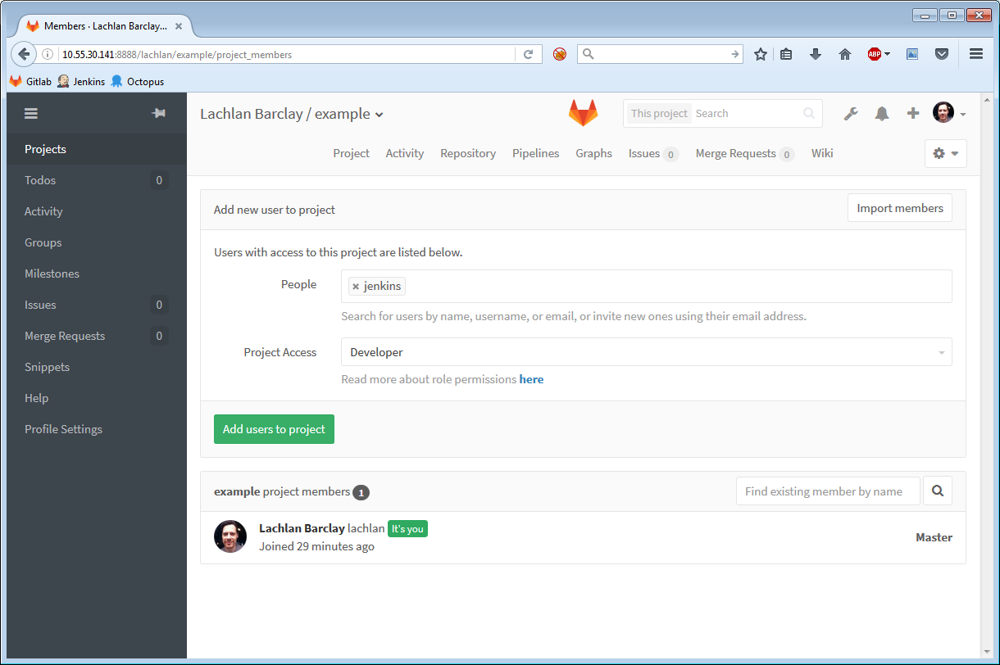 Members · Lachlan Barclay...
10.55.30.141:8888/lachlan/example/project_members
ABP
Gitlab Jenkins Octopus
Lachlan Barclay / example
This project Search
Project Activity Repository Pipelines Graphs Issues 0 Merge Requests 0 Wiki
Projects
Todos 0
Activity
Groups
Milestones
Issues 0
Merge Requests 0
Snippets
Help
Profile Settings
Add new user to project
Import members
Users with access to this project are listed below.
People
× jenkins
Search for users by name, username, or email, or invite new ones using their email address.
Project Access
Developer
Read more about role permissions here
Add users to project
example project members 1
Find existing member by name
Lachlan Barclay lachlan It's you
Joined 29 minutes ago
Master